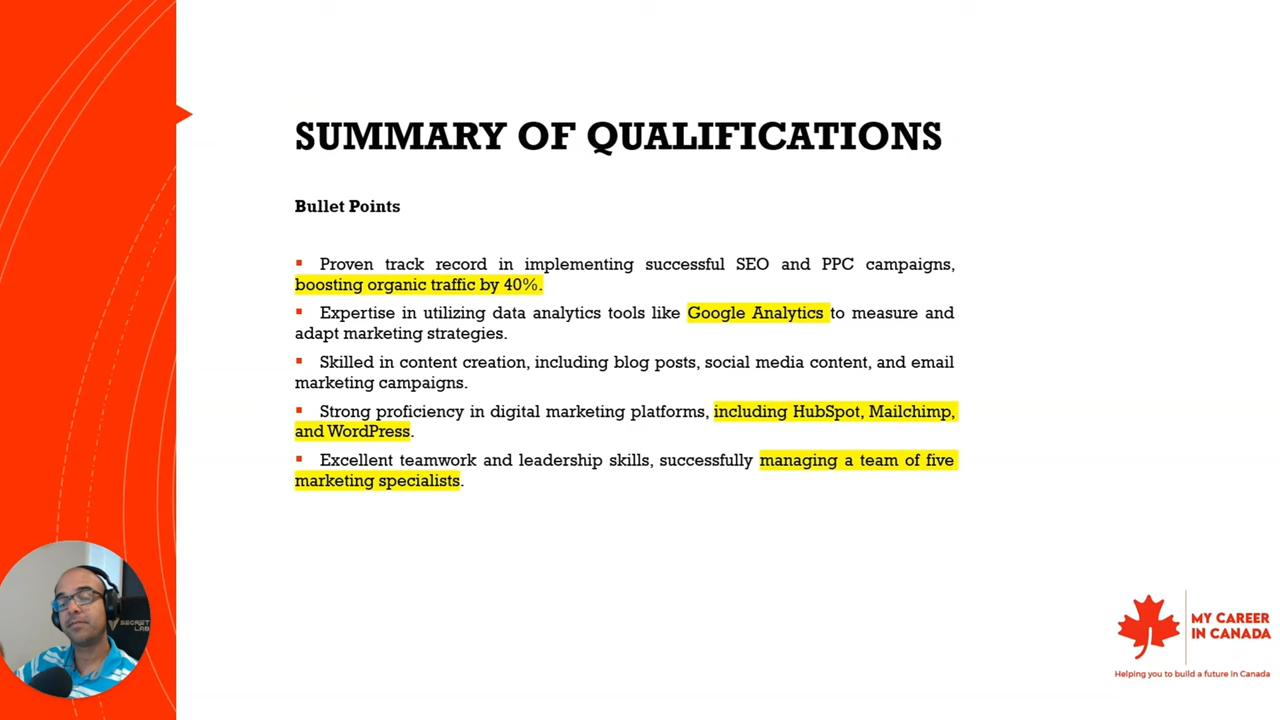 SUMMARY OF QUALIFICATIONS
Bullet Points
▪ Proven track record in implementing successful SEO and PPC campaigns,
boosting organic traffic by 40%.
▪ Expertise in utilizing data analytics tools like Google Analytics to measure and
adapt marketing strategies.
▪ Skilled in content creation, including blog posts, social media content, and email
marketing campaigns.
▪ Strong proficiency in digital marketing platforms, including HubSpot, Mailchimp,
and WordPress.
▪ Excellent teamwork and leadership skills, successfully managing a team of five
marketing specialists.
SECRET
LAB
MY CAREER
IN CANADA
Helping you to build a future in Canada